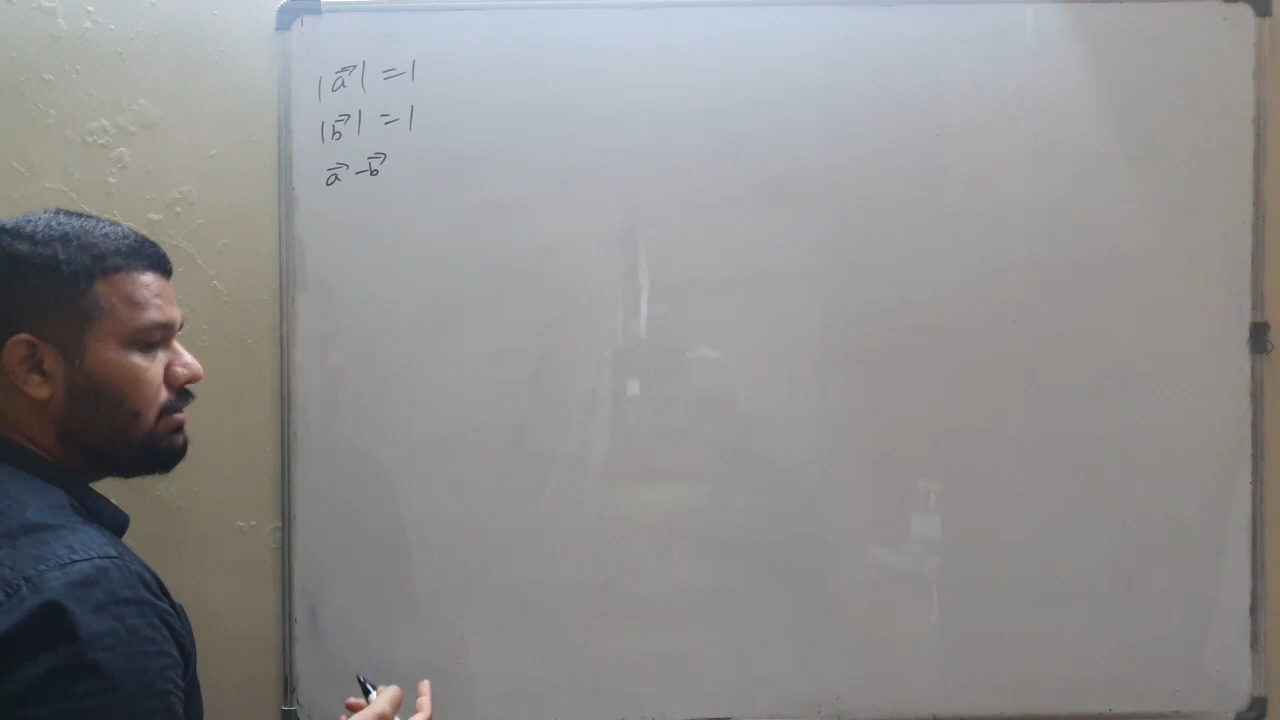 |a⃗| = 1
|b⃗| = 1
a⃗ - b⃗